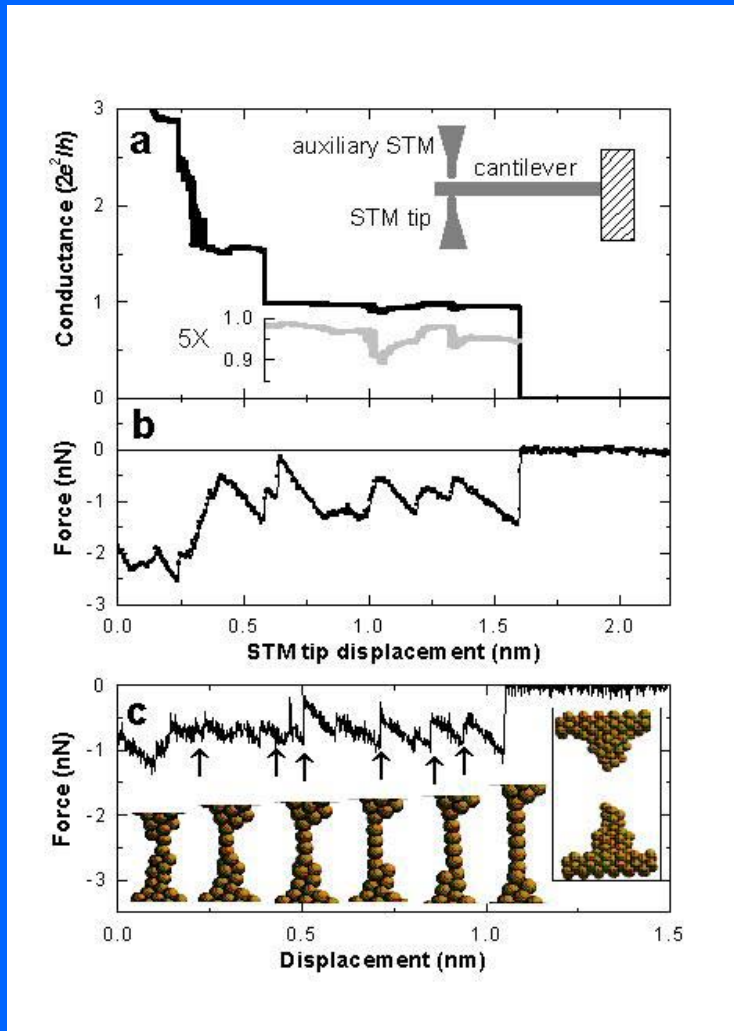 a
Conductance (2e²/h)
3
2
1
0
auxiliary STM
cantilever
STM tip
5X
1.0
0.9
b
Force (nN)
0
-1
-2
-3
0.0 0.5 1.0 1.5 2.0
STM tip displacement (nm)
c
Force (nN)
0
-1
-2
-3
0.0 0.5 1.0 1.5
Displacement (nm)